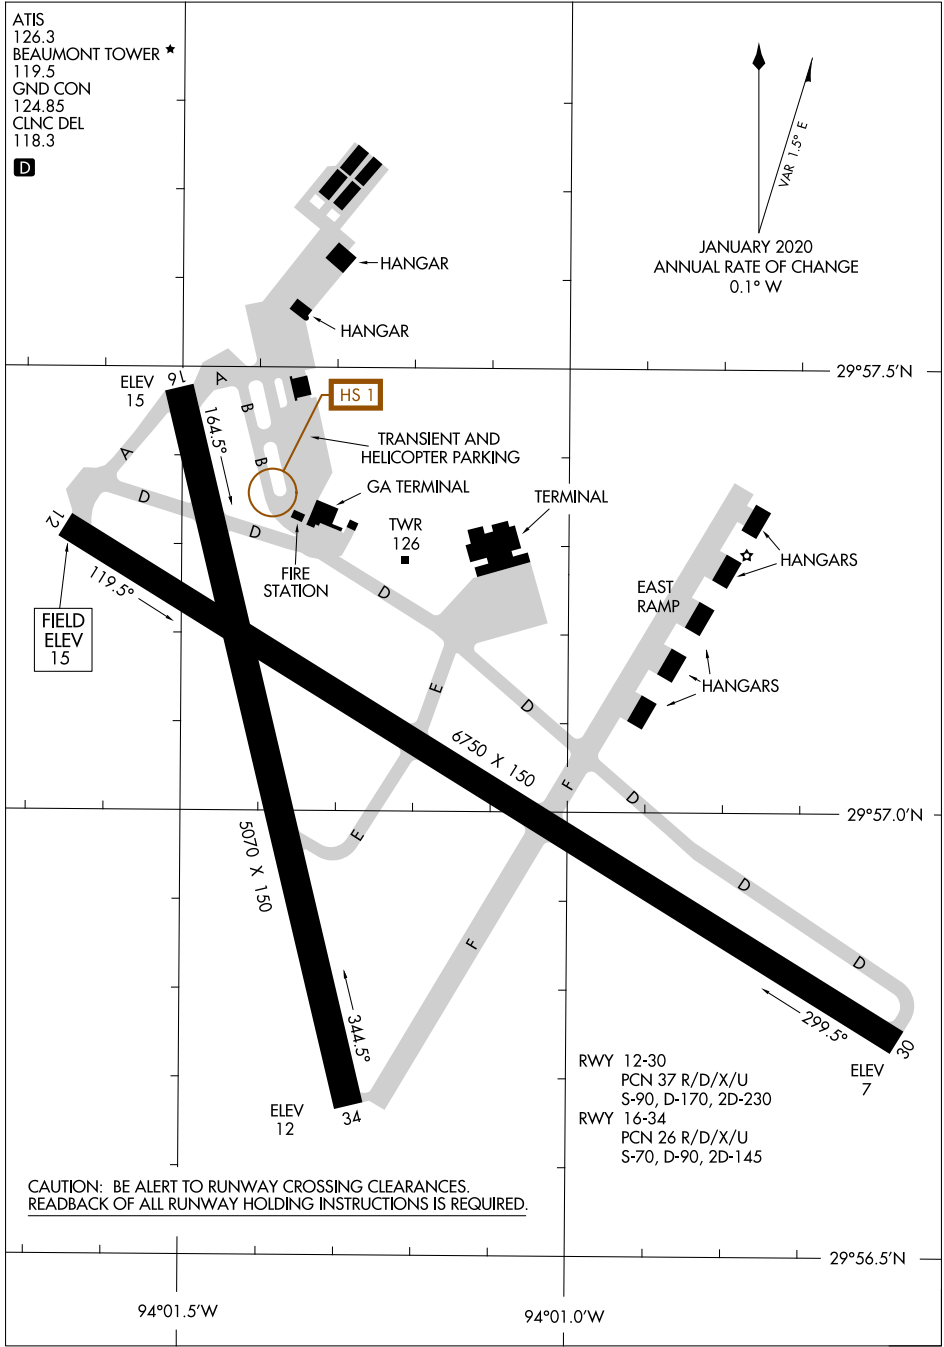 ATIS
126.3
BEAUMONT TOWER ★
119.5
GND CON
124.85
CLNC DEL
118.3
D
VAR 1.5° E
JANUARY 2020
ANNUAL RATE OF CHANGE
0.1° W
HANGAR
HANGAR
29°57.5'N
ELEV
15
16
A
164.5°
B
HS 1
A
B
TRANSIENT AND
HELICOPTER PARKING
GA TERMINAL
TERMINAL
D
D
12
TWR
126
FIRE
STATION
HANGARS
119.5°
D
EAST
RAMP
FIELD
ELEV
15
E
HANGARS
D
6750 X 150
F
D
29°57.0'N
5070 X 150
E
D
F
D
344.5°
299.5°
30
ELEV
7
ELEV
12
34
RWY 12-30
PCN 37 R/D/X/U
S-90, D-170, 2D-230
RWY 16-34
PCN 26 R/D/X/U
S-70, D-90, 2D-145
CAUTION: BE ALERT TO RUNWAY CROSSING CLEARANCES.
READBACK OF ALL RUNWAY HOLDING INSTRUCTIONS IS REQUIRED.
29°56.5'N
94°01.5'W
94°01.0'W